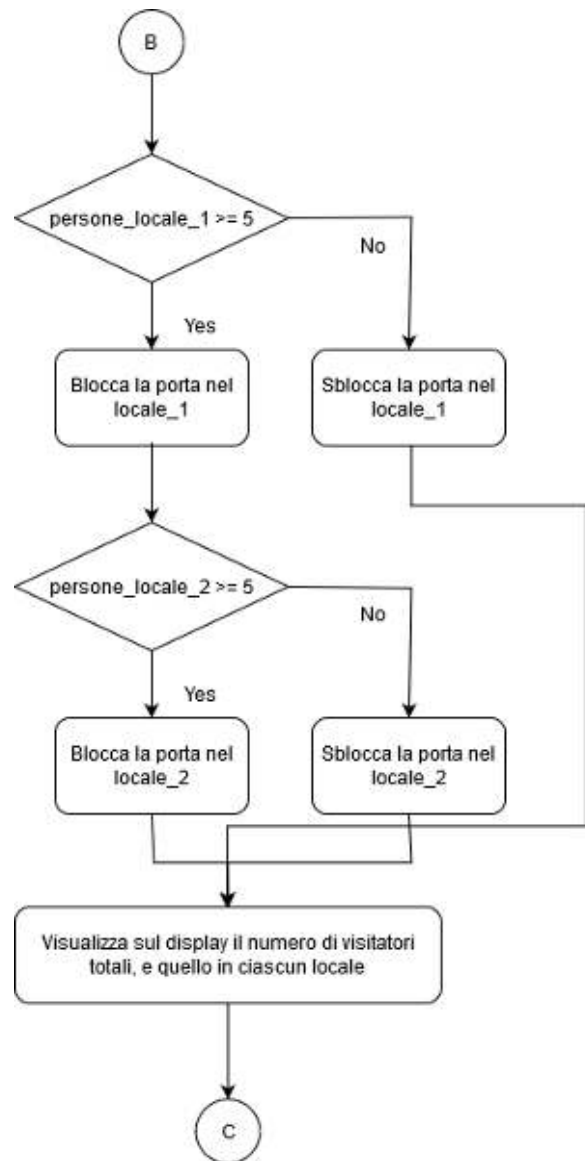 B
persone_locale_1 >= 5
No
Yes
Blocca la porta nel
locale_1
Sblocca la porta nel
locale_1
persone_locale_2 >= 5
No
Yes
Blocca la porta nel
locale_2
Sblocca la porta nel
locale_2
Visualizza sul display il numero di visitatori
totali, e quello in ciascun locale
C